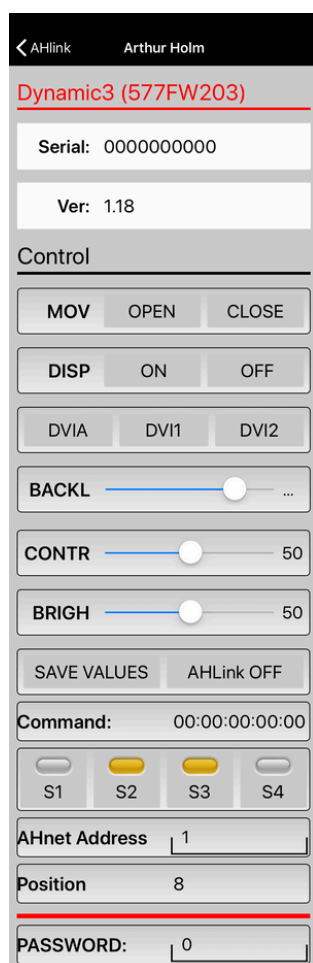 AHlink Arthur Holm
Dynamic3 (577FW203)
Serial: 0000000000
Ver: 1.18
Control
MOV OPEN CLOSE
DISP ON OFF
DVIA DVI1 DVI2
BACKL ...
CONTR 50
BRIGH 50
SAVE VALUES AHLink OFF
Command: 00:00:00:00:00
S1 S2 S3 S4
AHnet Address 1
Position 8
PASSWORD: 0